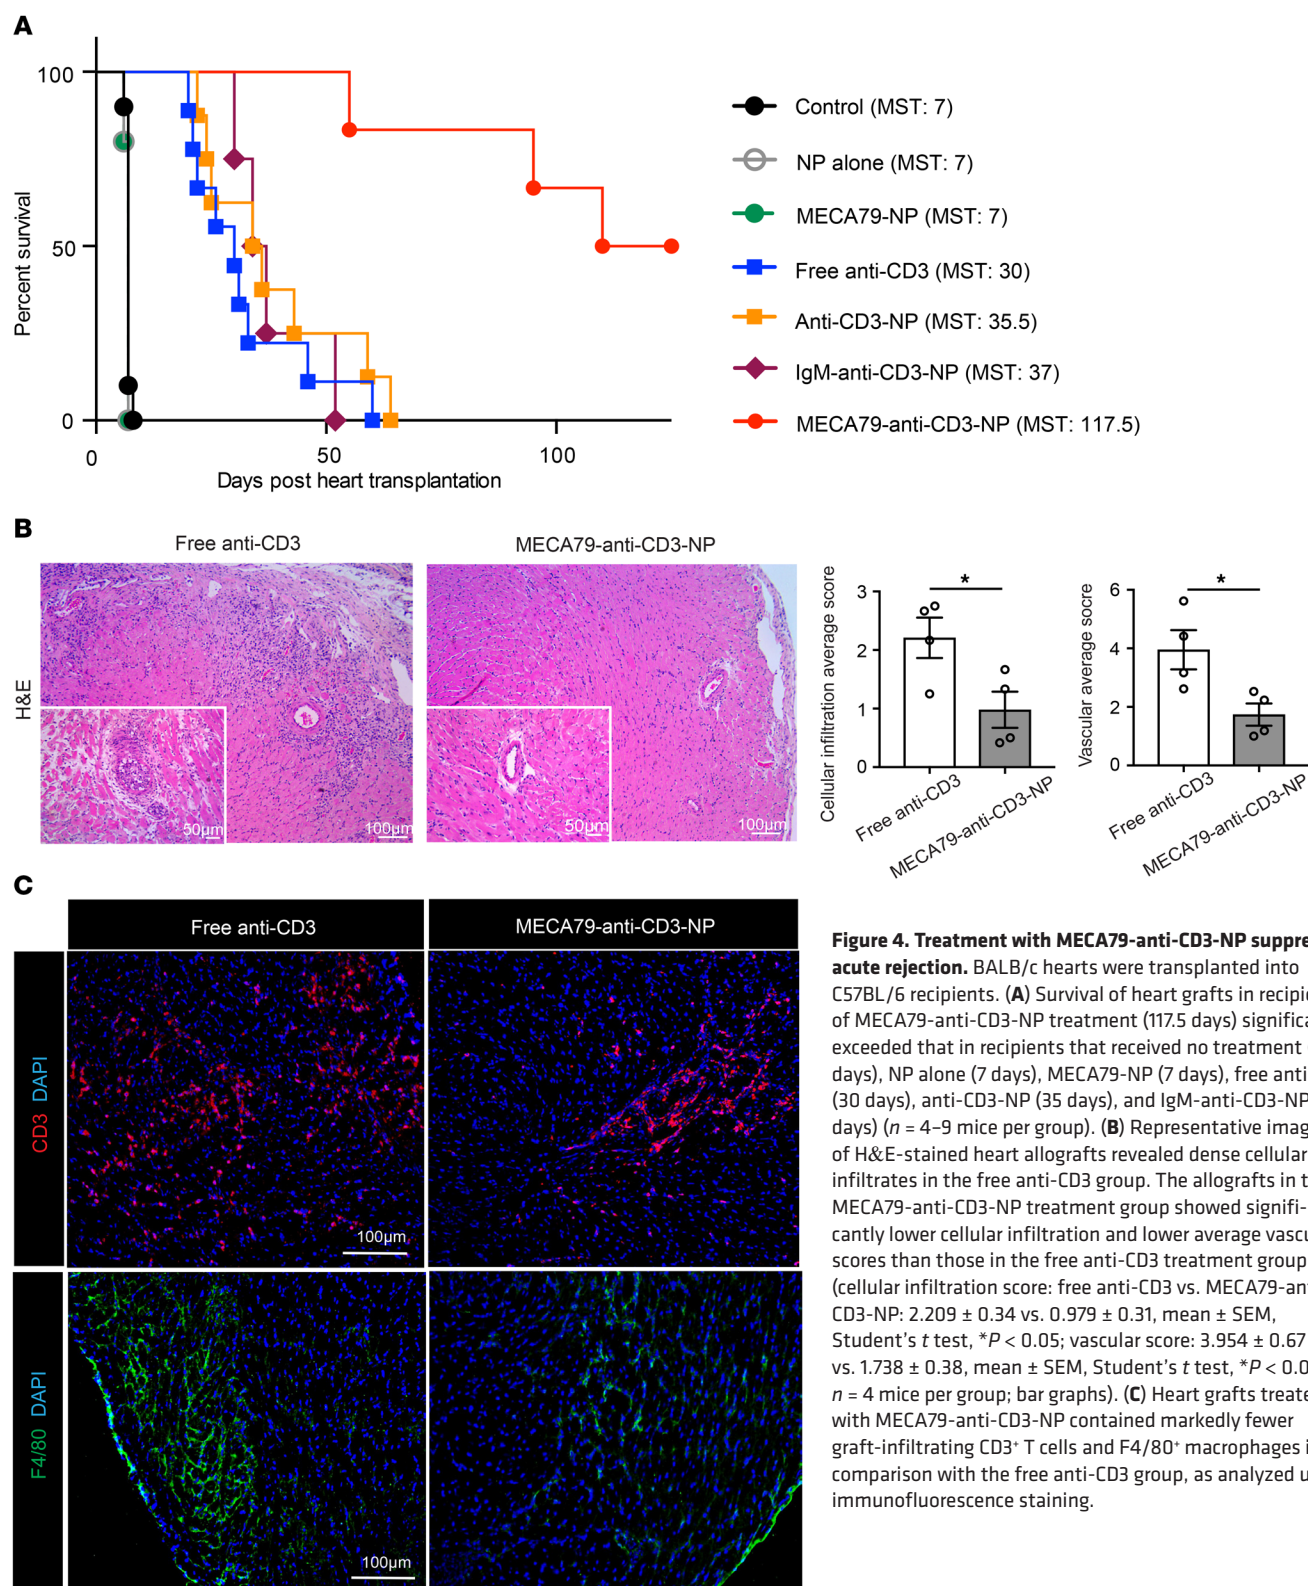 A
100
50
0
Percent survival
0
50
100
Days post heart transplantation
Control (MST: 7)
NP alone (MST: 7)
MECA79-NP (MST: 7)
Free anti-CD3 (MST: 30)
Anti-CD3-NP (MST: 35.5)
IgM-anti-CD3-NP (MST: 37)
MECA79-anti-CD3-NP (MST: 117.5)
B
Free anti-CD3
MECA79-anti-CD3-NP
H&E
50µm
100µm
50µm
100µm
Cellular infiltration average score
3
2
1
0
*
Free anti-CD3
MECA79-anti-CD3-NP
Vascular average socre
6
4
2
0
*
Free anti-CD3
MECA79-anti-CD3-NP
C
Free anti-CD3
MECA79-anti-CD3-NP
CD3 DAPI
100µm
F4/80 DAPI
100µm
Figure 4. Treatment with MECA79-anti-CD3-NP suppre
acute rejection. BALB/c hearts were transplanted into
C57BL/6 recipients. (A) Survival of heart grafts in recipi
of MECA79-anti-CD3-NP treatment (117.5 days) significa
exceeded that in recipients that received no treatment
days), NP alone (7 days), MECA79-NP (7 days), free anti
(30 days), anti-CD3-NP (35 days), and IgM-anti-CD3-NP
days) (n = 4–9 mice per group). (B) Representative imag
of H&E-stained heart allografts revealed dense cellular
infiltrates in the free anti-CD3 group. The allografts in t
MECA79-anti-CD3-NP treatment group showed signifi-
cantly lower cellular infiltration and lower average vascu
scores than those in the free anti-CD3 treatment group
(cellular infiltration score: free anti-CD3 vs. MECA79-an
CD3-NP: 2.209 ± 0.34 vs. 0.979 ± 0.31, mean ± SEM,
Student's t test, *P < 0.05; vascular score: 3.954 ± 0.67
vs. 1.738 ± 0.38, mean ± SEM, Student's t test, *P < 0.0
n = 4 mice per group; bar graphs). (C) Heart grafts treate
with MECA79-anti-CD3-NP contained markedly fewer
graft-infiltrating CD3⁺ T cells and F4/80⁺ macrophages i
comparison with the free anti-CD3 group, as analyzed u
immunofluorescence staining.